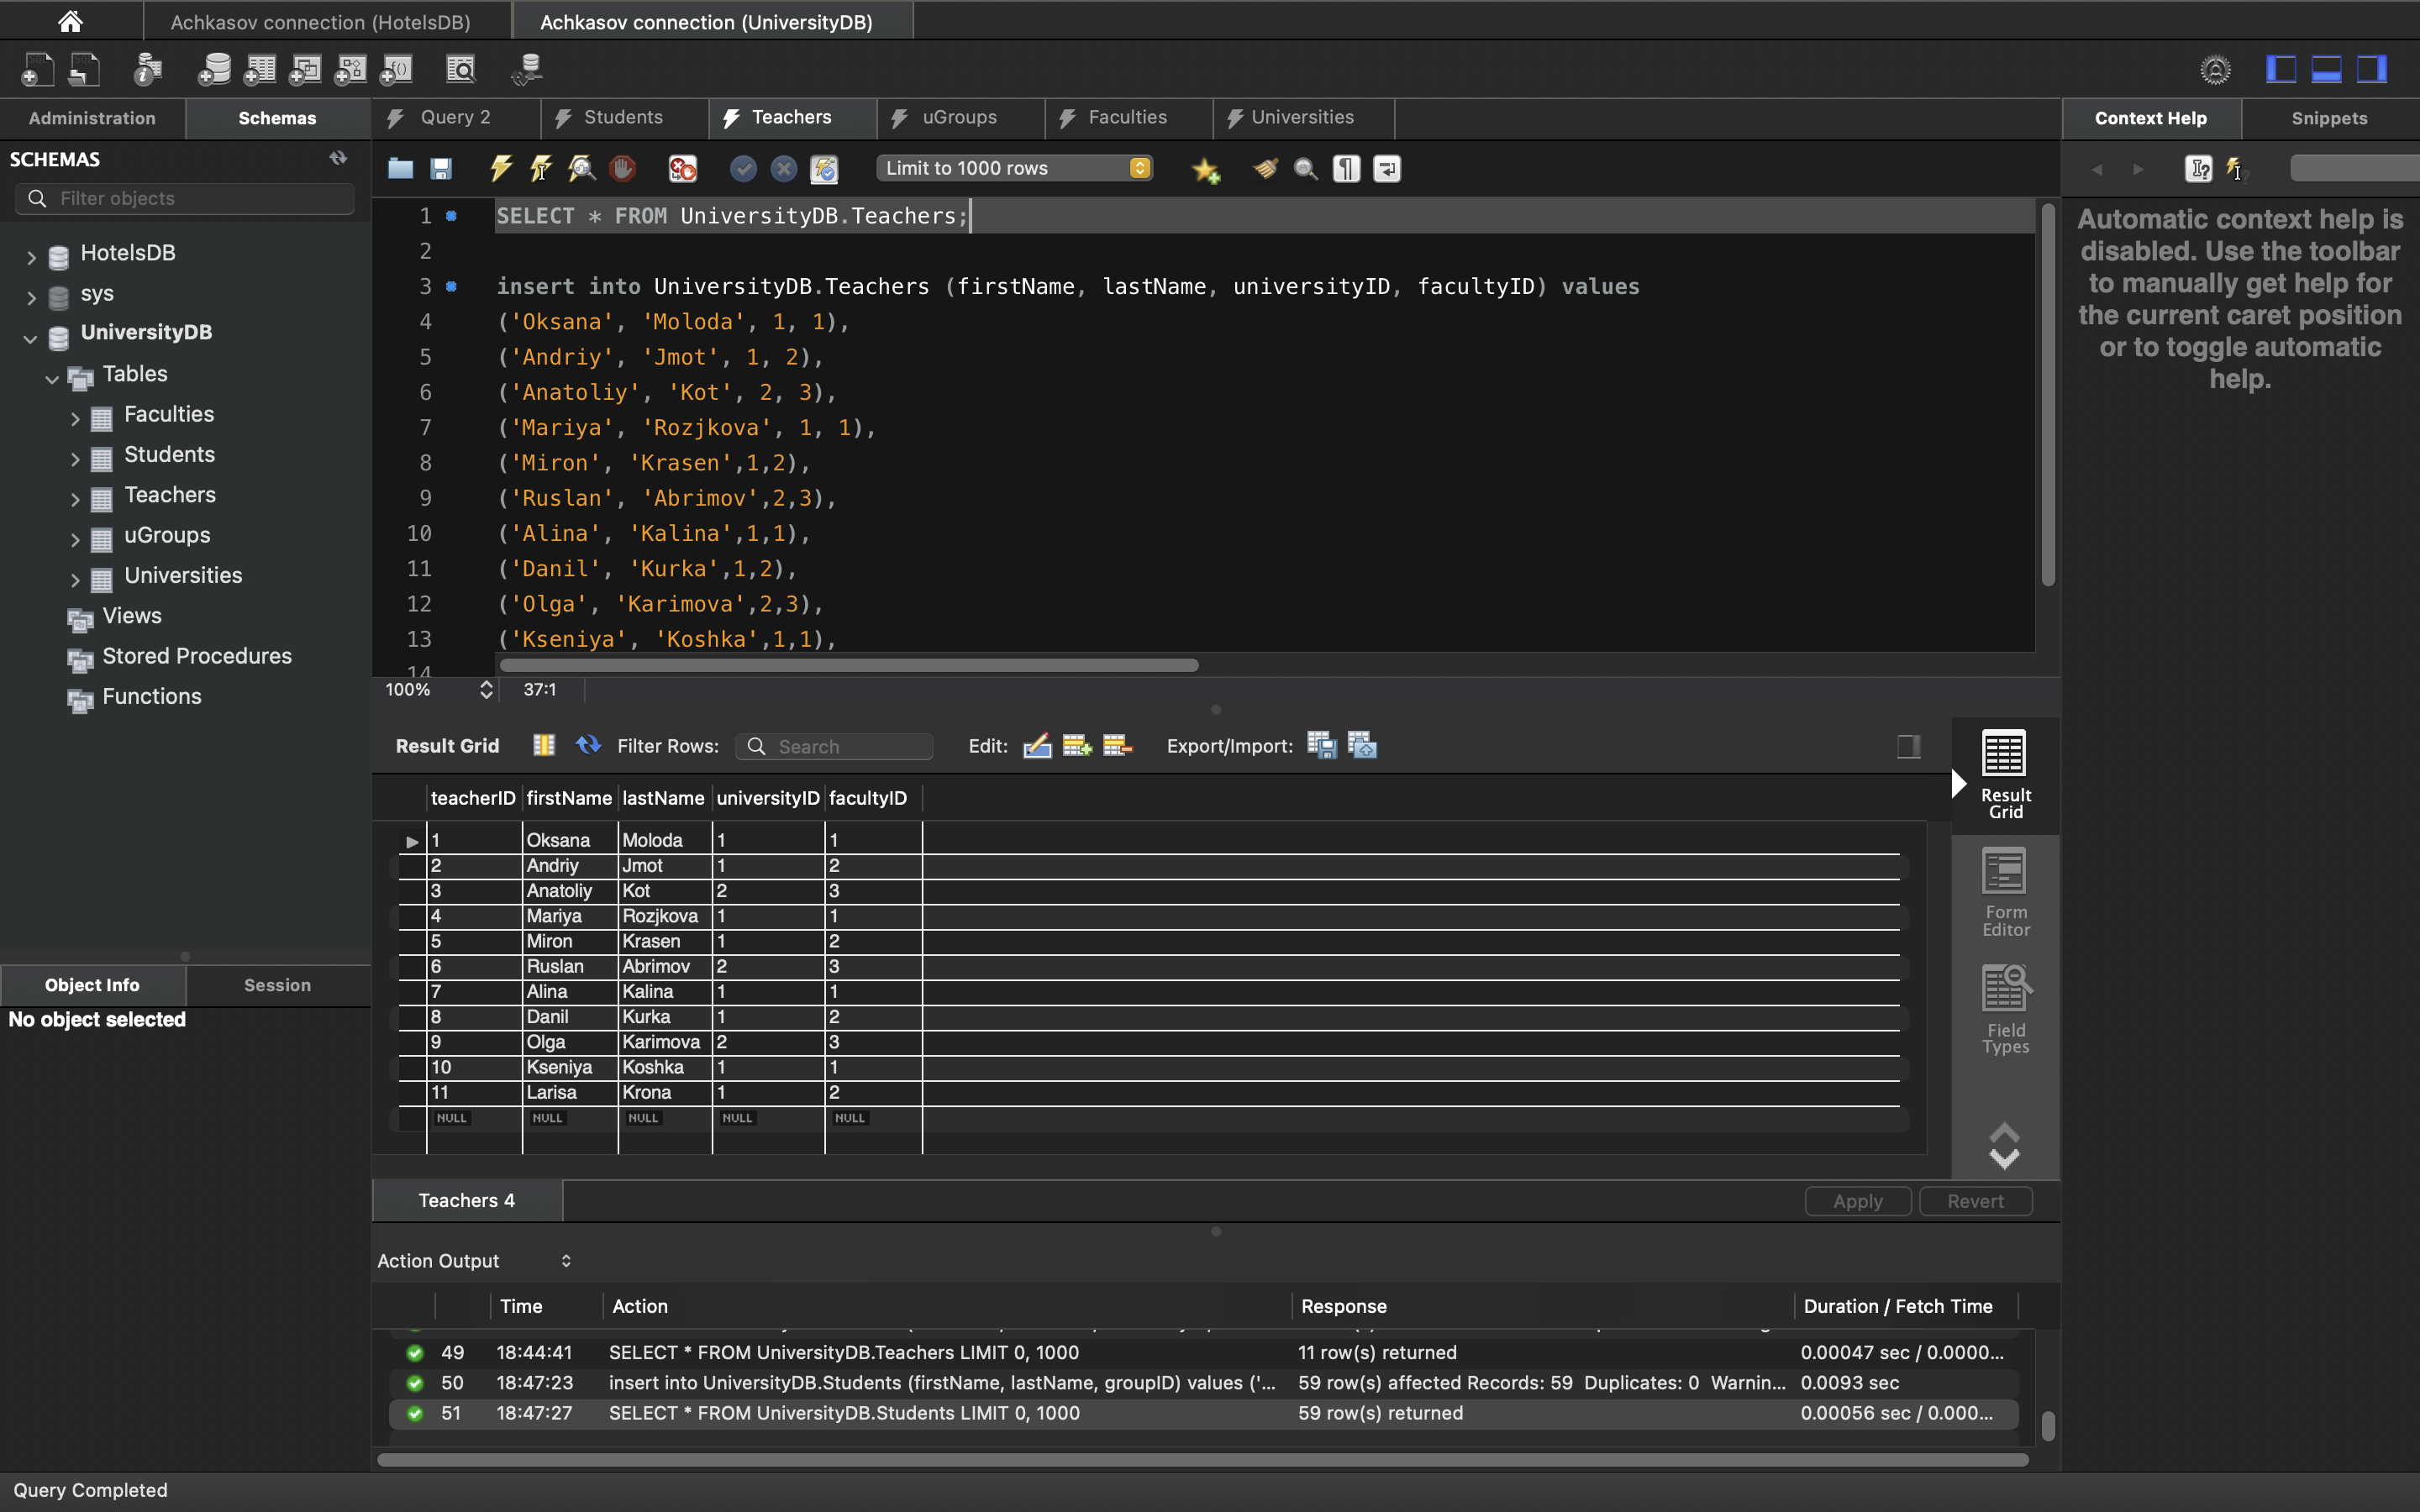 Achkasov connection (HotelsDB)
Achkasov connection (UniversityDB)
Administration
Schemas
Query 2
Students
Teachers
uGroups
Faculties
Universities
Context Help
Snippets
SCHEMAS
Filter objects
HotelsDB
sys
UniversityDB
Tables
Faculties
Students
Teachers
uGroups
Universities
Views
Stored Procedures
Functions
Object Info
Session
No object selected
Limit to 1000 rows
1 SELECT * FROM UniversityDB.Teachers;
2
3 insert into UniversityDB.Teachers (firstName, lastName, universityID, facultyID) values
4 ('Oksana', 'Moloda', 1, 1),
5 ('Andriy', 'Jmot', 1, 2),
6 ('Anatoliy', 'Kot', 2, 3),
7 ('Mariya', 'Rozjkova', 1, 1),
8 ('Miron', 'Krasen',1,2),
9 ('Ruslan', 'Abrimov',2,3),
10 ('Alina', 'Kalina',1,1),
11 ('Danil', 'Kurka',1,2),
12 ('Olga', 'Karimova',2,3),
13 ('Kseniya', 'Koshka',1,1),
14
100%
37:1
Automatic context help is
disabled. Use the toolbar
to manually get help for
the current caret position
or to toggle automatic
help.
Result Grid
Filter Rows:
Search
Edit:
Export/Import:
teacherID firstName lastName universityID facultyID
1 Oksana Moloda 1 1
2 Andriy Jmot 1 2
3 Anatoliy Kot 2 3
4 Mariya Rozjkova 1 1
5 Miron Krasen 1 2
6 Ruslan Abrimov 2 3
7 Alina Kalina 1 1
8 Danil Kurka 1 2
9 Olga Karimova 2 3
10 Kseniya Koshka 1 1
11 Larisa Krona 1 2
NULL NULL NULL NULL NULL
Result
Grid
Form
Editor
Field
Types
Teachers 4
Apply
Revert
Action Output
Time Action Response Duration / Fetch Time
49 18:44:41 SELECT * FROM UniversityDB.Teachers LIMIT 0, 1000 11 row(s) returned 0.00047 sec / 0.0000...
50 18:47:23 insert into UniversityDB.Students (firstName, lastName, groupID) values ('... 59 row(s) affected Records: 59 Duplicates: 0 Warnin... 0.0093 sec
51 18:47:27 SELECT * FROM UniversityDB.Students LIMIT 0, 1000 59 row(s) returned 0.00056 sec / 0.000...
Query Completed